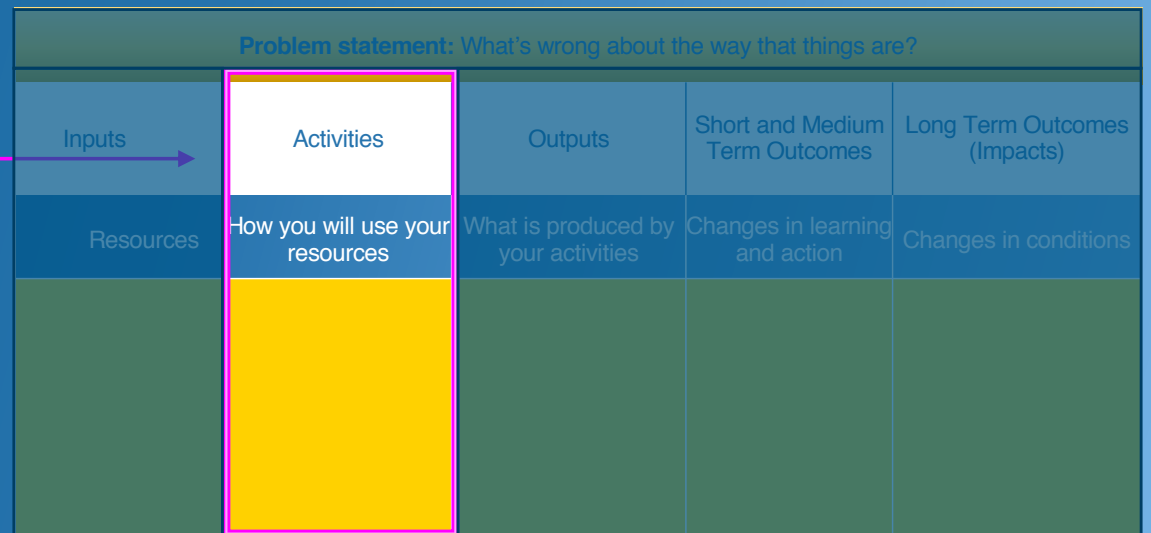 Problem statement: What's wrong about the way that things are?
Inputs
Activities
Outputs
Short and Medium
Term Outcomes
Long Term Outcomes
(Impacts)
Resources
How you will use your
resources
What is produced by
your activities
Changes in learning
and action
Changes in conditions